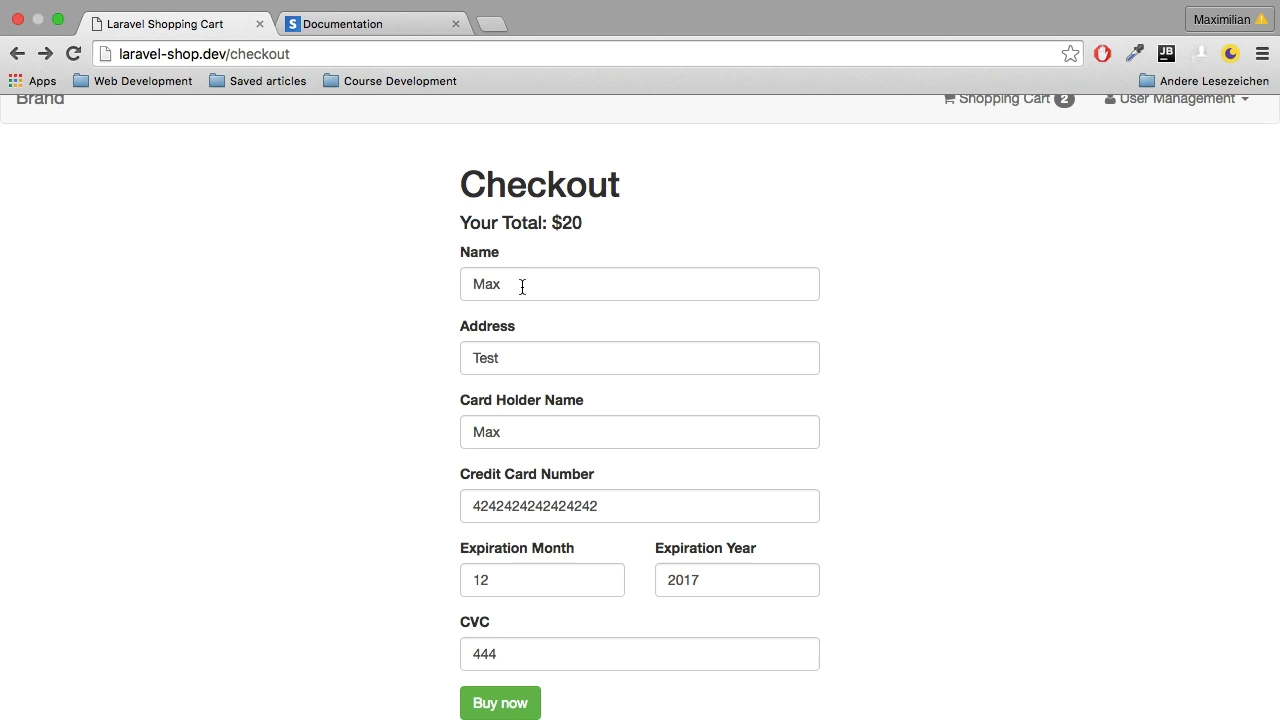 Laravel Shopping Cart
Documentation
Maximilian
laravel-shop.dev/checkout
JB
Apps
Web Development
Saved articles
Course Development
Andere Lesezeichen
Brand
Shopping Cart 2
User Management
Checkout
Your Total: $20
Name
Max
Address
Test
Card Holder Name
Max
Credit Card Number
4242424242424242
Expiration Month
Expiration Year
12
2017
CVC
444
Buy now